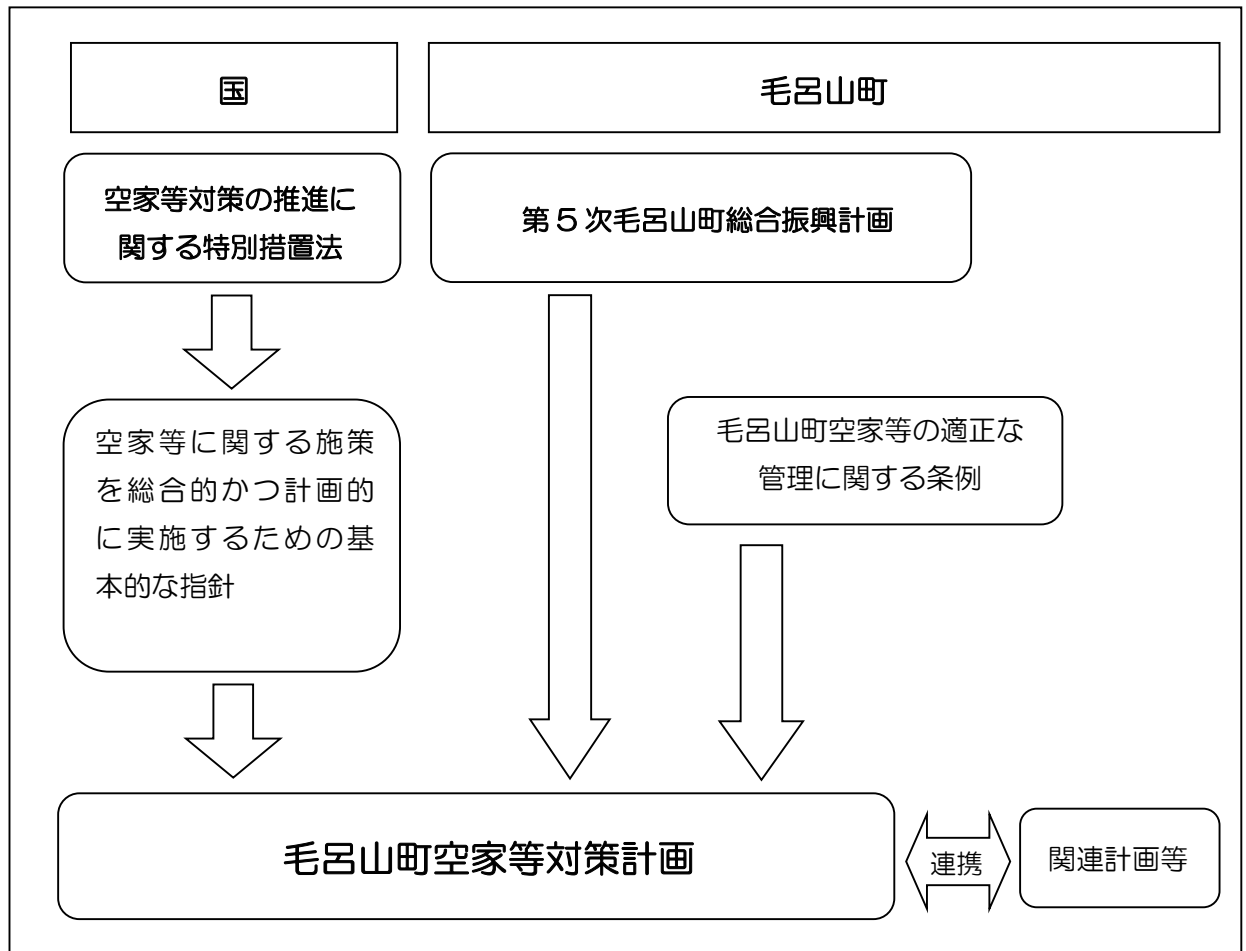 国
毛呂山町
空家等対策の推進に
関する特別措置法
第5次毛呂山町総合振興計画
空家等に関する施策
を総合的かつ計画的
に実施するための基
本的な指針
毛呂山町空家等の適正な
管理に関する条例
毛呂山町空家等対策計画
連携
関連計画等